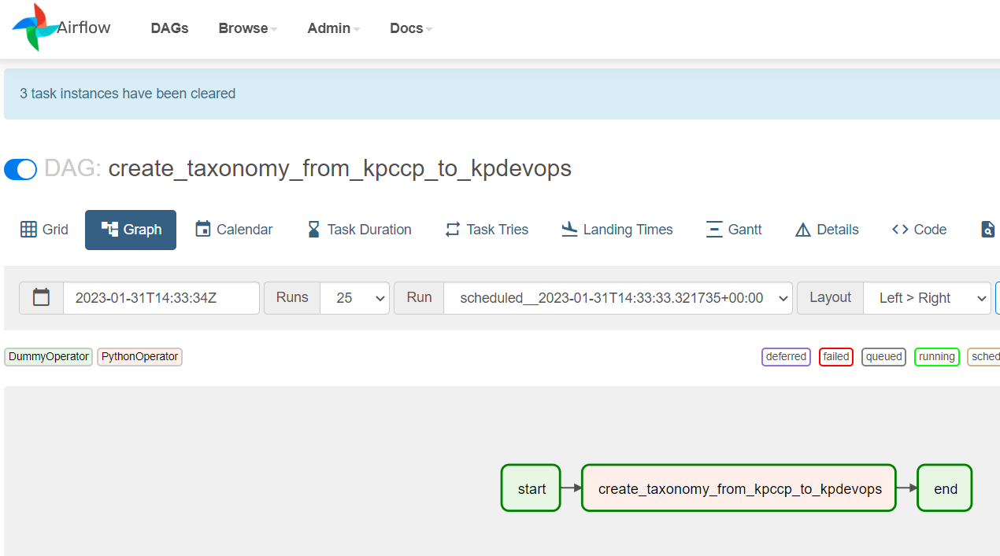 Airflow DAGs Browse Admin Docs
3 task instances have been cleared
DAG: create_taxonomy_from_kpccp_to_kpdevops
Grid Graph Calendar Task Duration Task Tries Landing Times Gantt Details Code
2023-01-31T14:33:34Z Runs 25 Run scheduled__2023-01-31T14:33:33.321735+00:00 Layout Left > Right
DummyOperator PythonOperator deferred failed queued running sched
start create_taxonomy_from_kpccp_to_kpdevops end